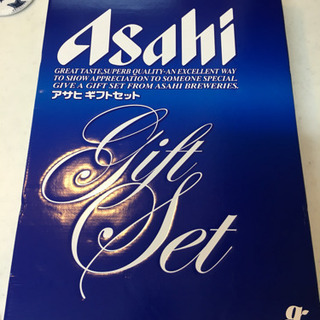 Asahi
GREAT TASTE,SUPERB QUALITY-AN EXCELLENT WAY
TO SHOW APPRECIATION TO SOMEONE SPECIAL.
GIVE A GIFT SET FROM ASAHI BREWERIES.
アサヒ ギフトセット
Gift
Set